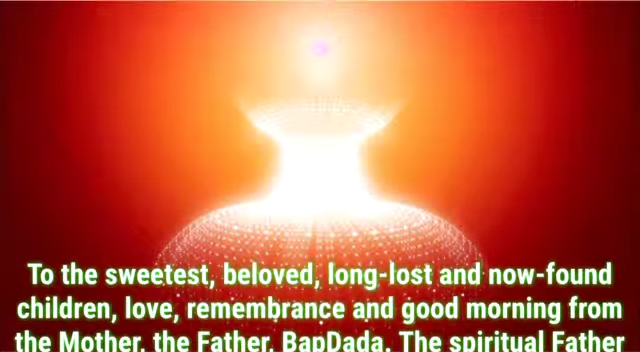 To the sweetest, beloved, long-lost and now-found
children, love, remembrance and good morning from
the Mother, the Father, BapDada. The spiritual Father